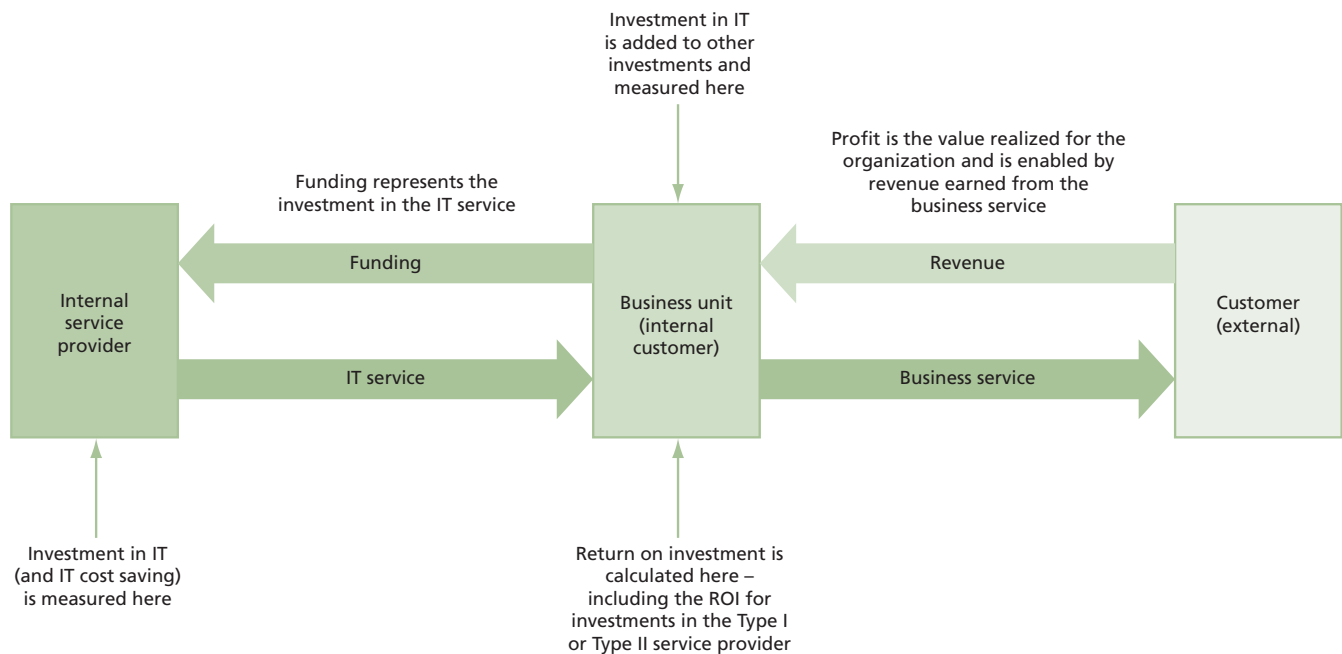 Investment in IT
is added to other
investments and
measured here
Profit is the value realized for the
organization and is enabled by
revenue earned from the
business service
Funding represents the
investment in the IT service
Funding
Revenue
Internal
service
provider
Business unit
(internal
customer)
Customer
(external)
IT service
Business service
Investment in IT
(and IT cost saving)
is measured here
Return on investment is
calculated here –
including the ROI for
investments in the Type I
or Type II service provider